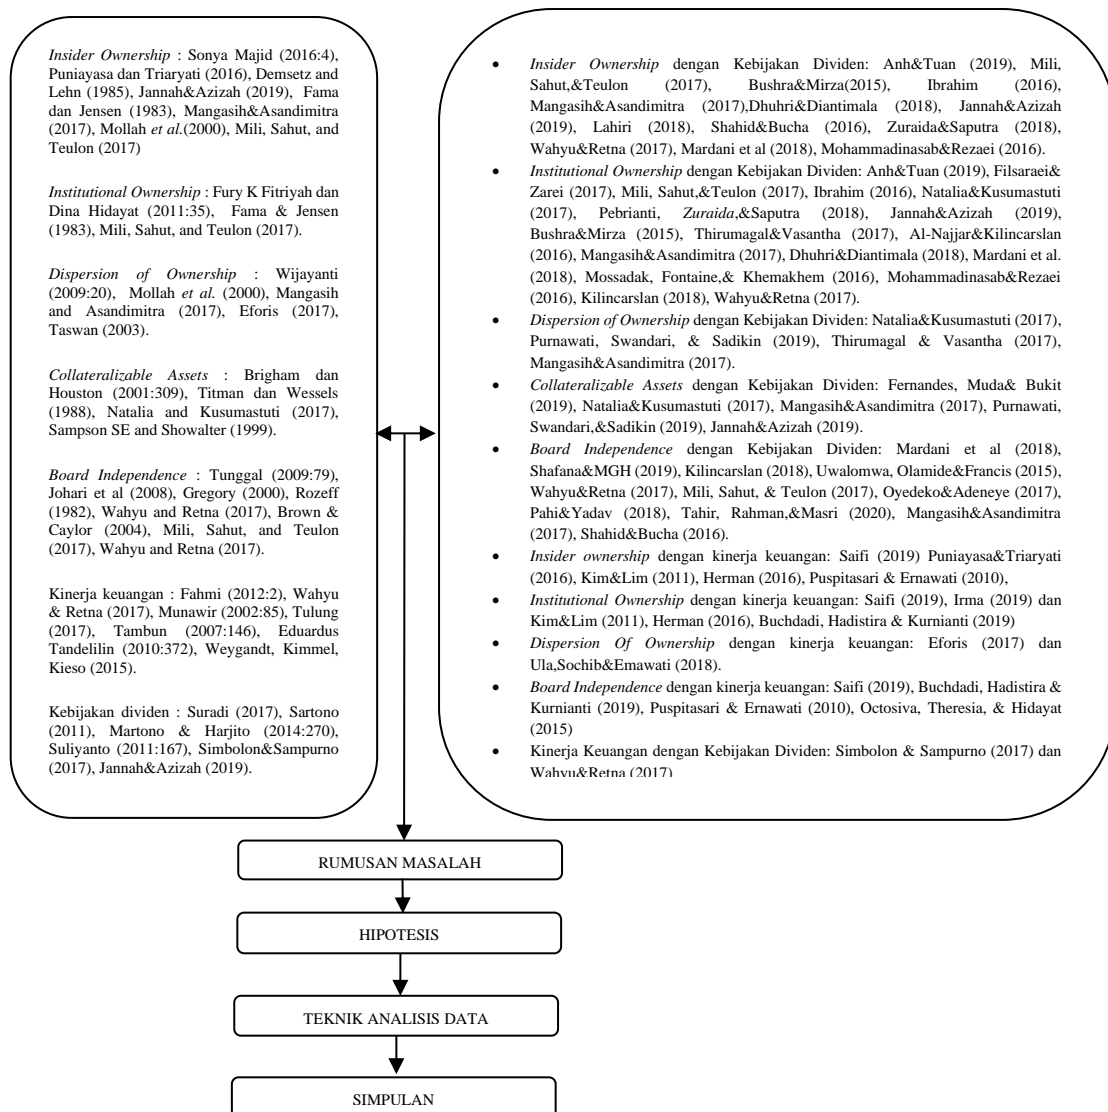 Insider Ownership : Sonya Majid (2016:4),
Puniayasa dan Triaryati (2016), Demsetz and
Lehn (1985), Jannah&Azizah (2019), Fama
dan Jensen (1983), Mangasih&Asandimitra
(2017), Mollah et al.(2000), Mili, Sahut, and
Teulon (2017)
Institutional Ownership : Fury K Fitriyah dan
Dina Hidayat (2011:35), Fama & Jensen
(1983), Mili, Sahut, and Teulon (2017).
Dispersion of Ownership : Wijayanti
(2009:20), Mollah et al. (2000), Mangasih
and Asandimitra (2017), Eforis (2017),
Taswan (2003).
Collateralizable Assets : Brigham dan
Houston (2001:309), Titman dan Wessels
(1988), Natalia and Kusumastuti (2017),
Sampson SE and Showalter (1999).
Board Independence : Tunggal (2009:79),
Johari et al (2008), Gregory (2000), Rozeff
(1982), Wahyu and Retna (2017), Brown &
Caylor (2004), Mili, Sahut, and Teulon
(2017), Wahyu and Retna (2017).
Kinerja keuangan : Fahmi (2012:2), Wahyu
& Retna (2017), Munawir (2002:85), Tulung
(2017), Tambun (2007:146), Eduardus
Tandelilin (2010:372), Weygandt, Kimmel,
Kieso (2015).
Kebijakan dividen : Suradi (2017), Sartono
(2011), Martono & Harjito (2014:270),
Suliyanto (2011:167), Simbolon&Sampurno
(2017), Jannah&Azizah (2019).
• Insider Ownership dengan Kebijakan Dividen: Anh&Tuan (2019), Mili,
Sahut,&Teulon (2017), Bushra&Mirza(2015), Ibrahim (2016),
Mangasih&Asandimitra (2017),Dhuhri&Diantimala (2018), Jannah&Azizah
(2019), Lahiri (2018), Shahid&Bucha (2016), Zuraida&Saputra (2018),
Wahyu&Retna (2017), Mardani et al (2018), Mohammadinasab&Rezaei (2016).
• Institutional Ownership dengan Kebijakan Dividen: Anh&Tuan (2019), Filsaraei&
Zarei (2017), Mili, Sahut,&Teulon (2017), Ibrahim (2016), Natalia&Kusumastuti
(2017), Pebrianti, Zuraida,&Saputra (2018), Jannah&Azizah (2019),
Bushra&Mirza (2015), Thirumagal&Vasantha (2017), Al-Najjar&Kilincarslan
(2016), Mangasih&Asandimitra (2017), Dhuhri&Diantimala (2018), Mardani et al.
(2018), Mossadak, Fontaine,& Khemakhem (2016), Mohammadinasab&Rezaei
(2016), Kilincarslan (2018), Wahyu&Retna (2017).
• Dispersion of Ownership dengan Kebijakan Dividen: Natalia&Kusumastuti (2017),
Purnawati, Swandari, & Sadikin (2019), Thirumagal & Vasantha (2017),
Mangasih&Asandimitra (2017).
• Collateralizable Assets dengan Kebijakan Dividen: Fernandes, Muda& Bukit
(2019), Natalia&Kusumastuti (2017), Mangasih&Asandimitra (2017), Purnawati,
Swandari,&Sadikin (2019), Jannah&Azizah (2019).
• Board Independence dengan Kebijakan Dividen: Mardani et al (2018),
Shafana&MGH (2019), Kilincarslan (2018), Uwalomwa, Olamide&Francis (2015),
Wahyu&Retna (2017), Mili, Sahut, & Teulon (2017), Oyedeko&Adeneye (2017),
Pahi&Yadav (2018), Tahir, Rahman,&Masri (2020), Mangasih&Asandimitra
(2017), Shahid&Bucha (2016).
• Insider ownership dengan kinerja keuangan: Saifi (2019) Puniayasa&Triaryati
(2016), Kim&Lim (2011), Herman (2016), Puspitasari & Ernawati (2010),
• Institutional Ownership dengan kinerja keuangan: Saifi (2019), Irma (2019) dan
Kim&Lim (2011), Herman (2016), Buchdadi, Hadistira & Kurnianti (2019)
• Dispersion Of Ownership dengan kinerja keuangan: Eforis (2017) dan
Ula,Sochib&Emawati (2018).
• Board Independence dengan kinerja keuangan: Saifi (2019), Buchdadi, Hadistira &
Kurnianti (2019), Puspitasari & Ernawati (2010), Octosiva, Theresia, & Hidayat
(2015)
• Kinerja Keuangan dengan Kebijakan Dividen: Simbolon & Sampurno (2017) dan
Wahyu&Retna (2017)
RUMUSAN MASALAH
HIPOTESIS
TEKNIK ANALISIS DATA
SIMPULAN